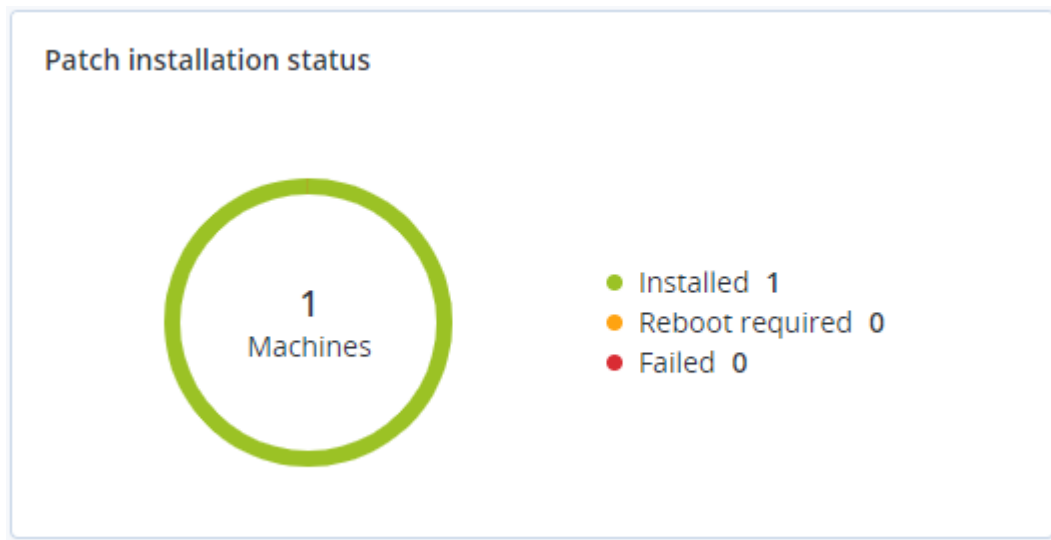 Patch installation status
1
Machines
Installed 1
Reboot required 0
Failed 0